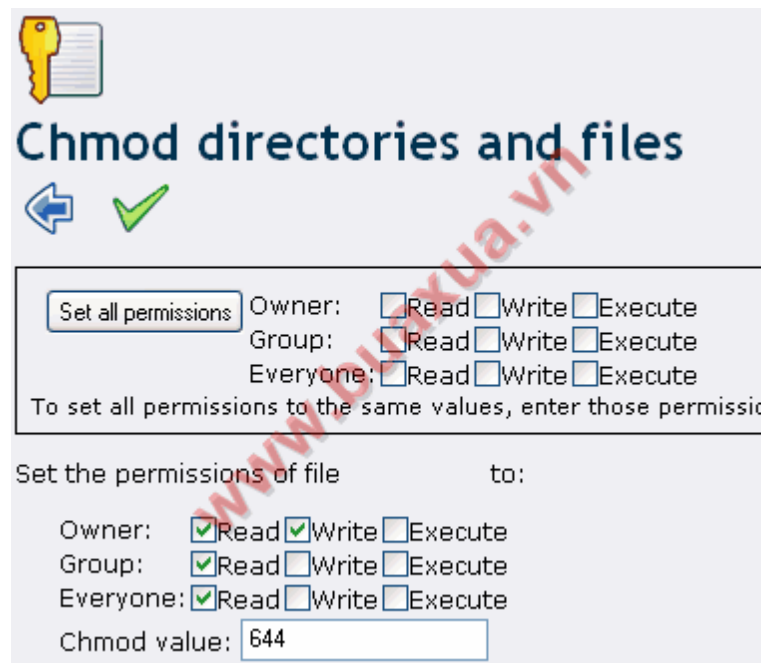 Chmod directories and files
Set all permissions Owner: Read Write Execute
Group: Read Write Execute
Everyone: Read Write Execute
To set all permissions to the same values, enter those
Set the permissions of file to:
Owner: Read Write Execute
Group: Read Write Execute
Everyone: Read Write Execute
Chmod value: 644
www.buaxua.vn